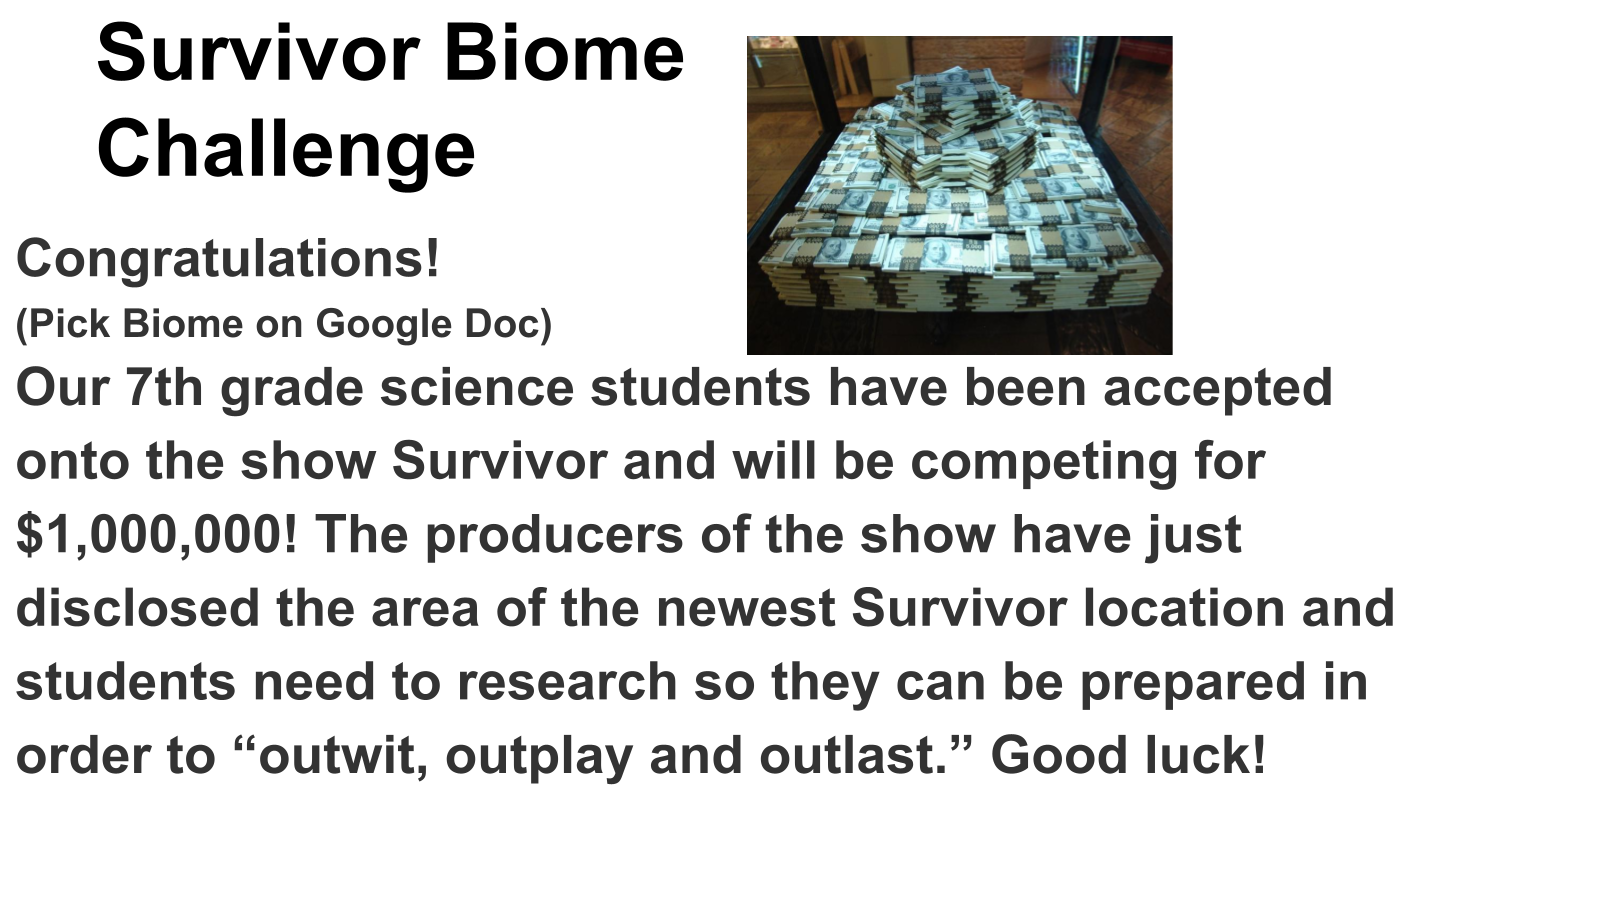 Survivor Biome
Challenge
Congratulations!
(Pick Biome on Google Doc)
Our 7th grade science students have been accepted
onto the show Survivor and will be competing for
$1,000,000! The producers of the show have just
disclosed the area of the newest Survivor location and
students need to research so they can be prepared in
order to “outwit, outplay and outlast.” Good luck!